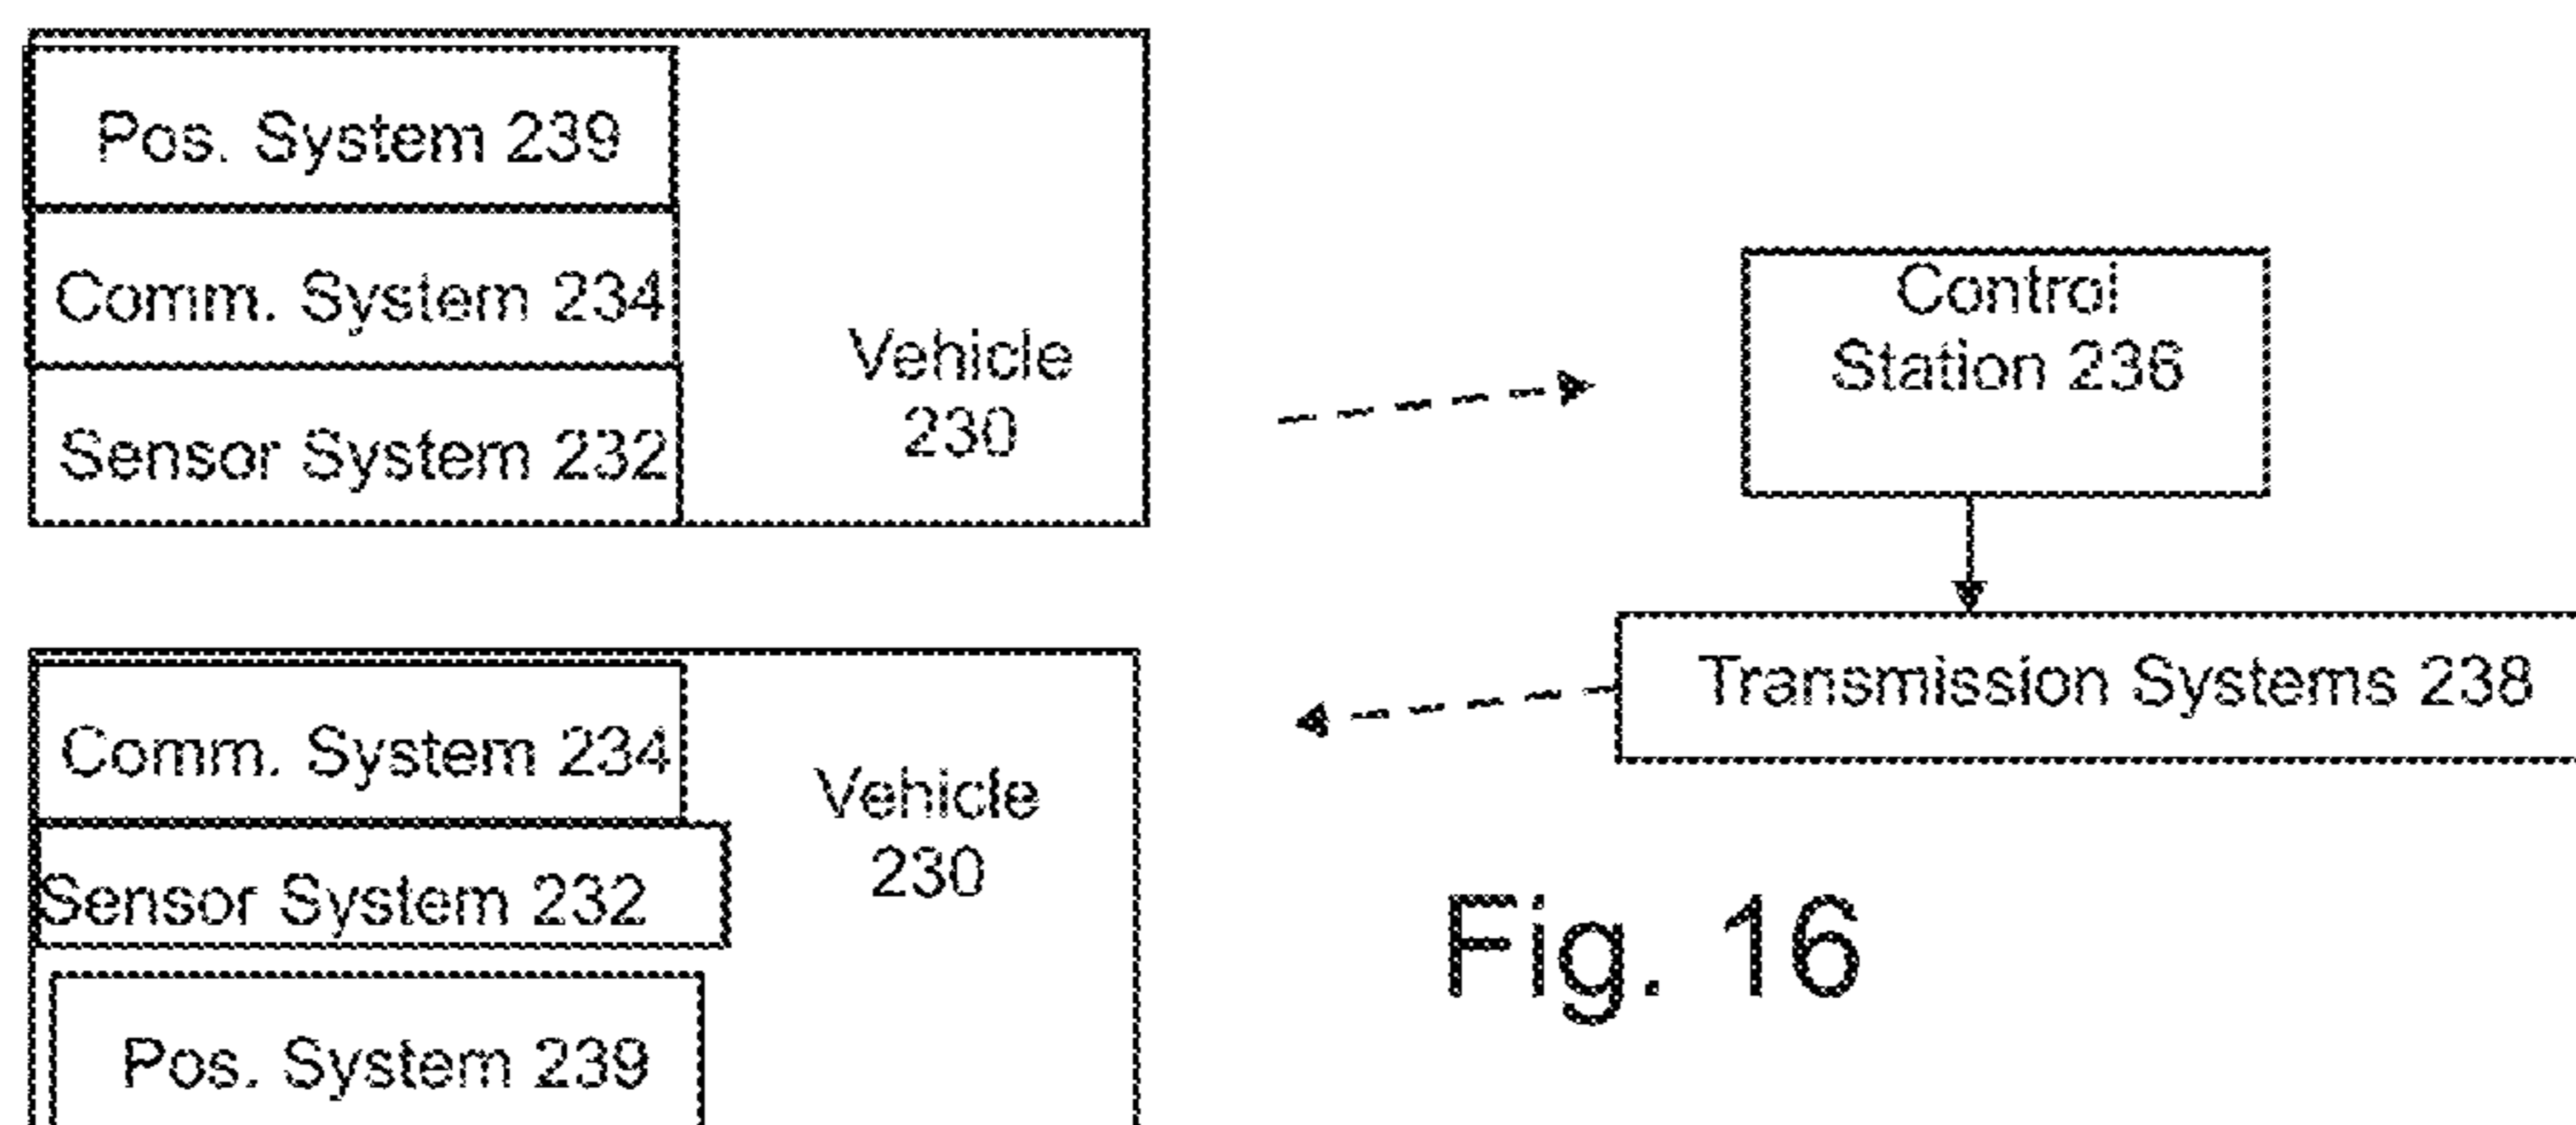 Pos. System 239
Comm. System 234
Sensor System 232
Vehicle
230
Control
Station 236
Transmission Systems 238
Comm. System 234
Sensor System 232
Pos. System 239
Vehicle
230
Fig. 16